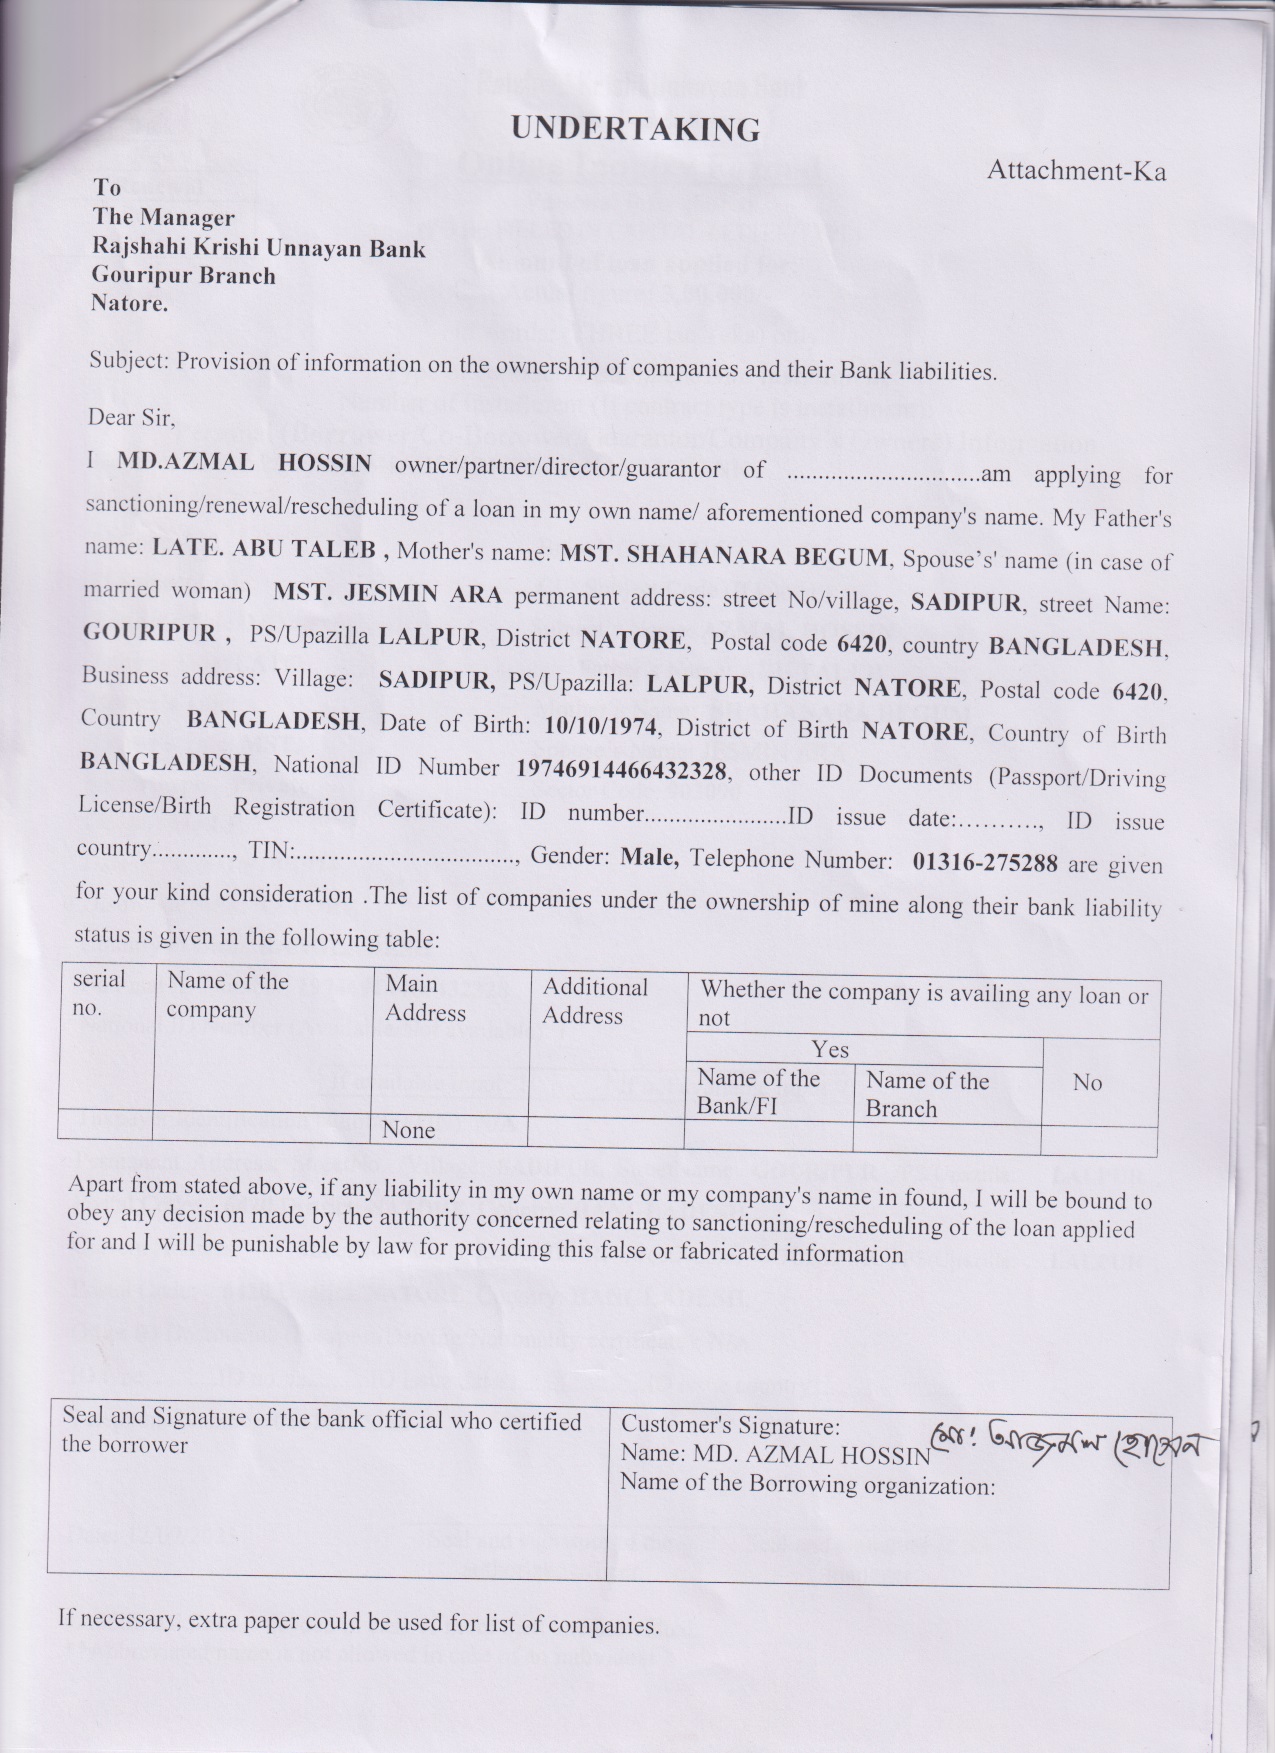 UNDERTAKING
Attachment-Ka
To
The Manager
Rajshahi Krishi Unnayan Bank
Gouripur Branch
Natore.
Subject: Provision of information on the ownership of companies and their Bank liabilities.
Dear Sir,
I MD.AZMAL HOSSIN owner/partner/director/guarantor of ..............................am applying for
sanctioning/renewal/rescheduling of a loan in my own name/ aforementioned company's name. My Father's
name: LATE. ABU TALEB , Mother's name: MST. SHAHANARA BEGUM, Spouse’s' name (in case of
married woman) MST. JESMIN ARA permanent address: street No/village, SADIPUR, street Name:
GOURIPUR , PS/Upazilla LALPUR, District NATORE, Postal code 6420, country BANGLADESH,
Business address: Village: SADIPUR, PS/Upazilla: LALPUR, District NATORE, Postal code 6420,
Country BANGLADESH, Date of Birth: 10/10/1974, District of Birth NATORE, Country of Birth
BANGLADESH, National ID Number 19746914466432328, other ID Documents (Passport/Driving
License/Birth Registration Certificate): ID number......................ID issue date:.........., ID issue
country............, TIN:.................................., Gender: Male, Telephone Number: 01316-275288 are given
for your kind consideration .The list of companies under the ownership of mine along their bank liability
status is given in the following table:
serial no. Name of the company Main Address Additional Address Whether the company is availing any loan or not
Yes No
Name of the Bank/FI Name of the Branch
None
Apart from stated above, if any liability in my own name or my company's name in found, I will be bound to
obey any decision made by the authority concerned relating to sanctioning/rescheduling of the loan applied
for and I will be punishable by law for providing this false or fabricated information
Seal and Signature of the bank official who certified
the borrower
Customer's Signature:
মোঃ আজমল হোসেন
Name: MD. AZMAL HOSSIN
Name of the Borrowing organization:
If necessary, extra paper could be used for list of companies.